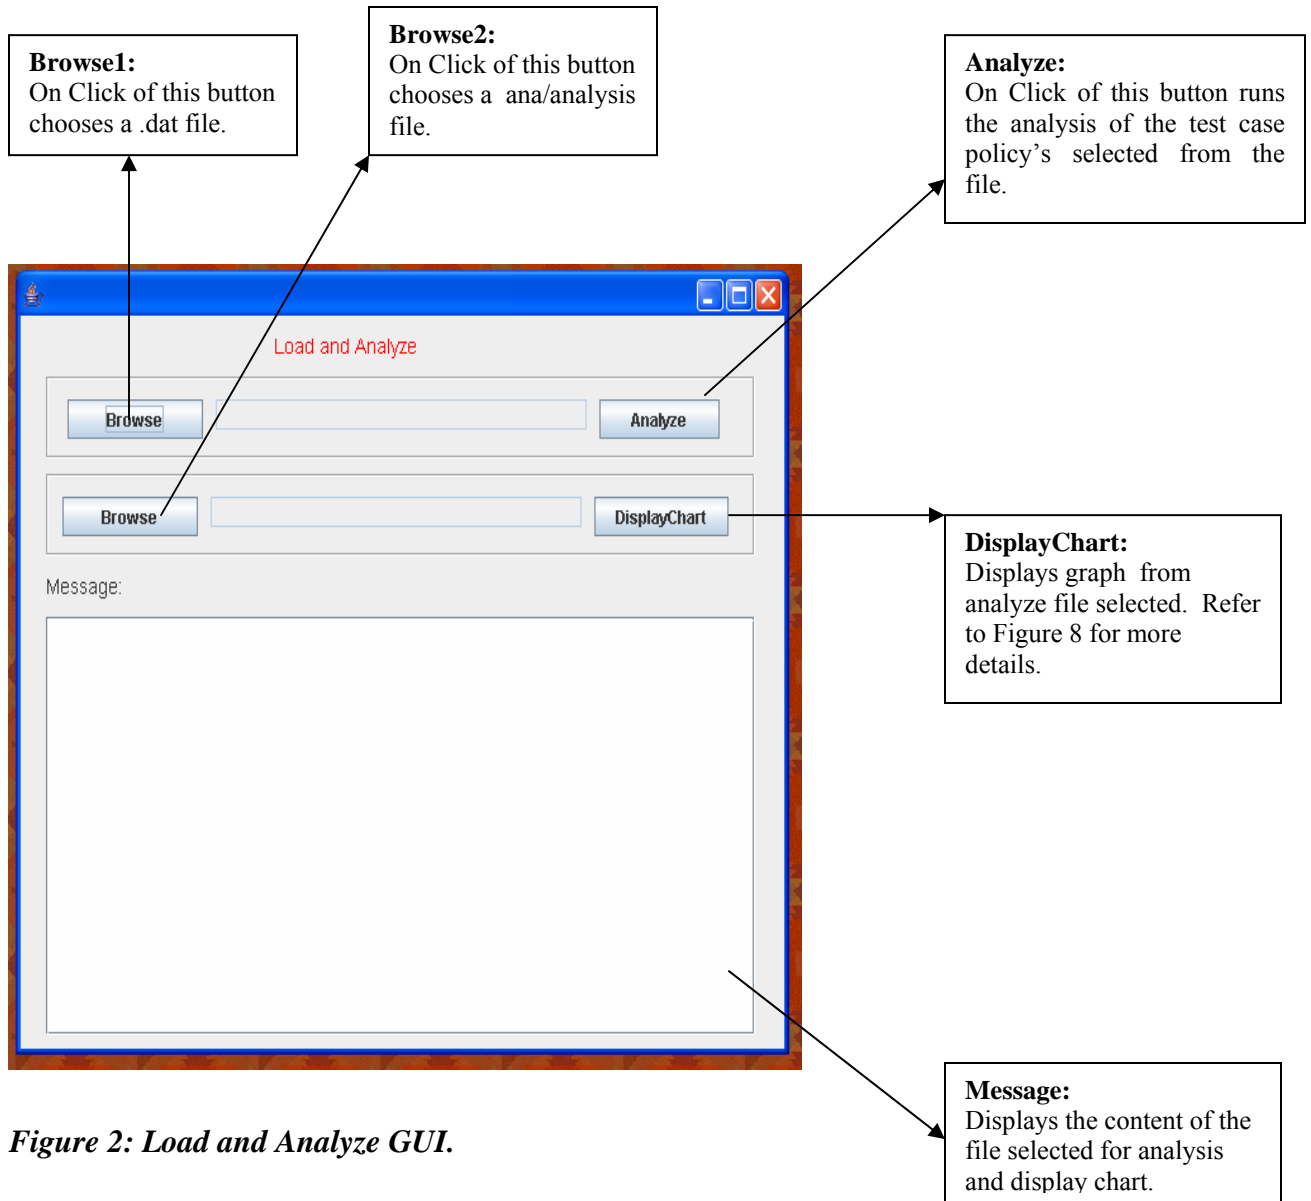 Browse1:
On Click of this button
chooses a .dat file.
Browse2:
On Click of this button
chooses a  ana/analysis
file.
Analyze:
On Click of this button runs
the analysis of the test case
policy’s selected from the
file.
Load and Analyze
Browse
Analyze
Browse
DisplayChart
Message:
DisplayChart:
Displays graph  from
analyze file selected.  Refer
to Figure 8 for more
details.
Message:
Displays the content of the
file selected for analysis
and display chart.
Figure 2: Load and Analyze GUI.